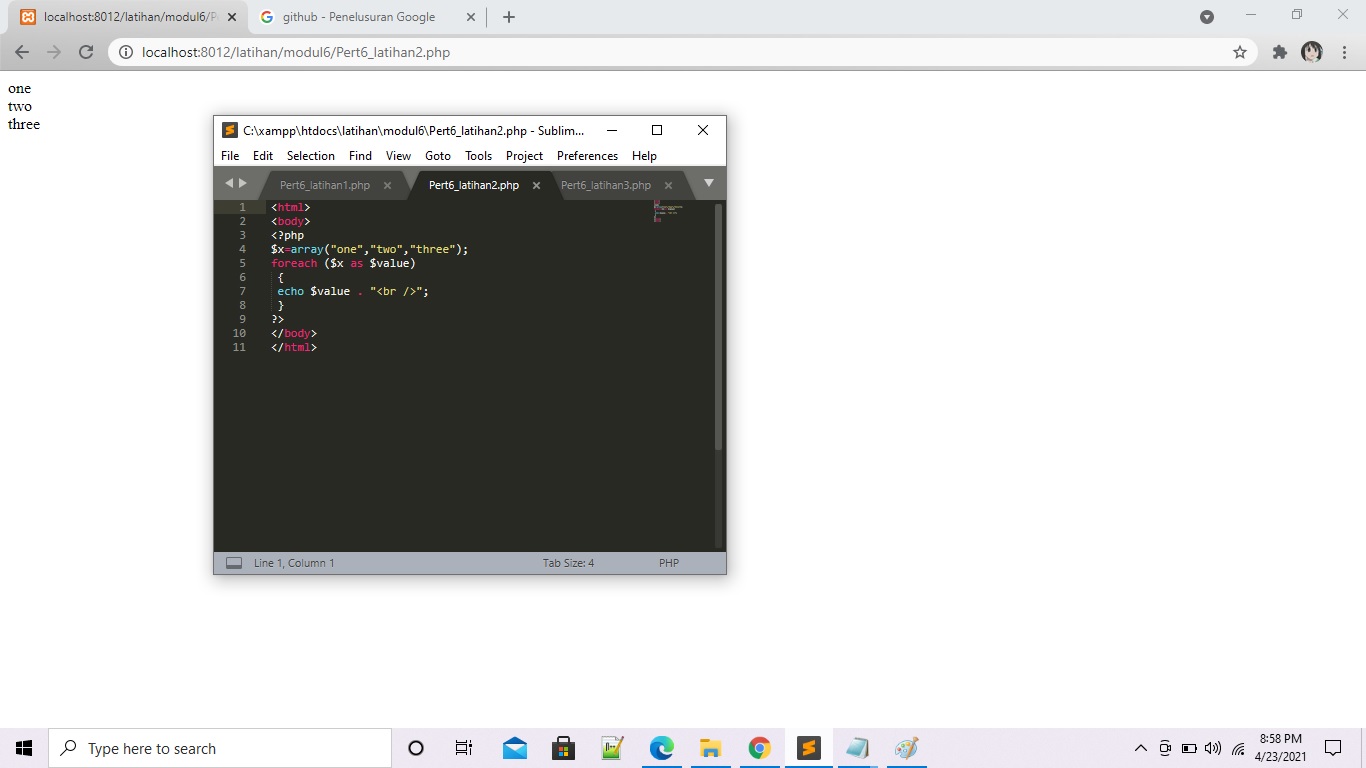 localhost:8012/latihan/modul6/P
github - Penelusuran Google
localhost:8012/latihan/modul6/Pert6_latihan2.php
one
two
three
C:\xampp\htdocs\latihan\modul6\Pert6_latihan2.php - Sublim...
File Edit Selection Find View Goto Tools Project Preferences Help
Pert6_latihan1.php Pert6_latihan2.php Pert6_latihan3.php
1 <html>
2 <body>
3 <?php
4 $x=array("one","two","three");
5 foreach ($x as $value)
6 {
7 echo $value . "<br />";
8 }
9 ?>
10 </body>
11 </html>
Line 1, Column 1 Tab Size: 4 PHP
Type here to search
8:58 PM
4/23/2021